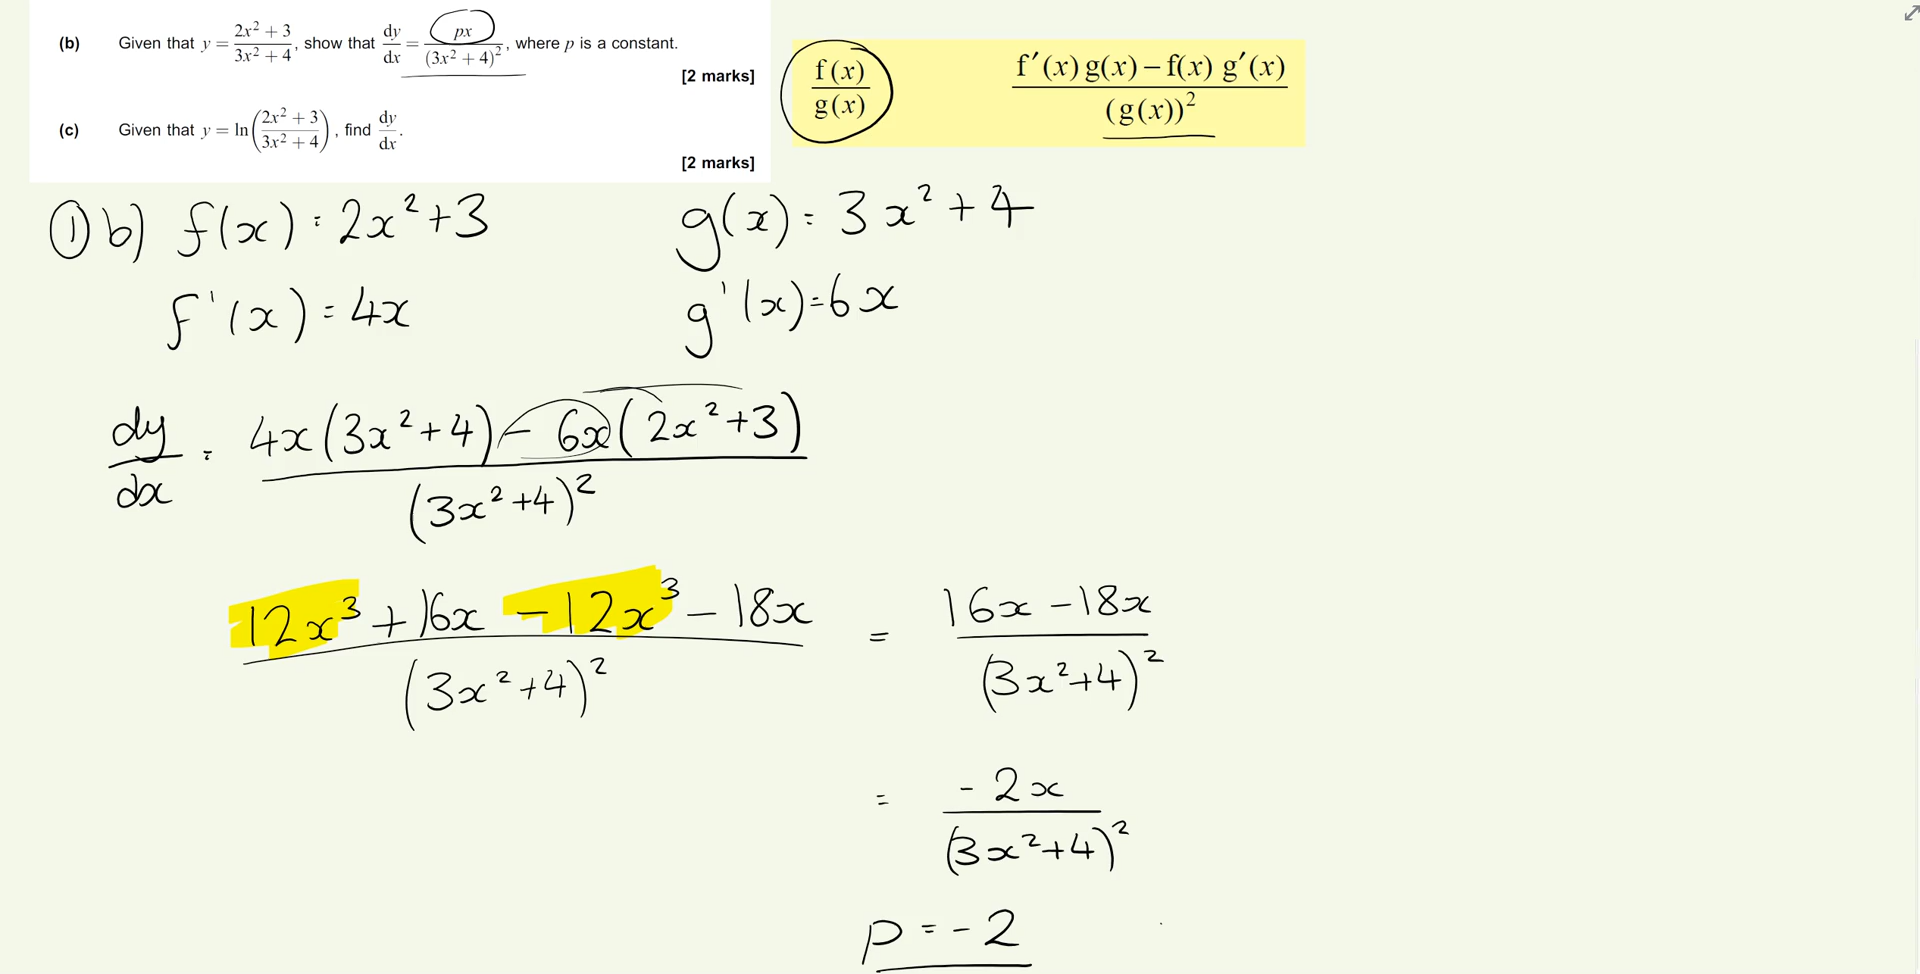 (b) Given that y = (2x² + 3)/(3x² + 4), show that dy/dx = px/(3x² + 4)², where p is a constant.
[2 marks]
f(x)/g(x)
(f′(x) g(x) – f(x) g′(x))/(g(x))²
(c) Given that y = ln((2x² + 3)/(3x² + 4)), find dy/dx.
[2 marks]
① b) f(x) = 2x² + 3
g(x) = 3x² + 4
f'(x) = 4x
g'(x) = 6x
dy/dx = (4x(3x² + 4) – 6x(2x² + 3))/(3x² + 4)²
(12x³ + 16x – 12x³ – 18x)/(3x² + 4)² = (16x – 18x)/(3x² + 4)²
= –2x/(3x² + 4)²
p = –2